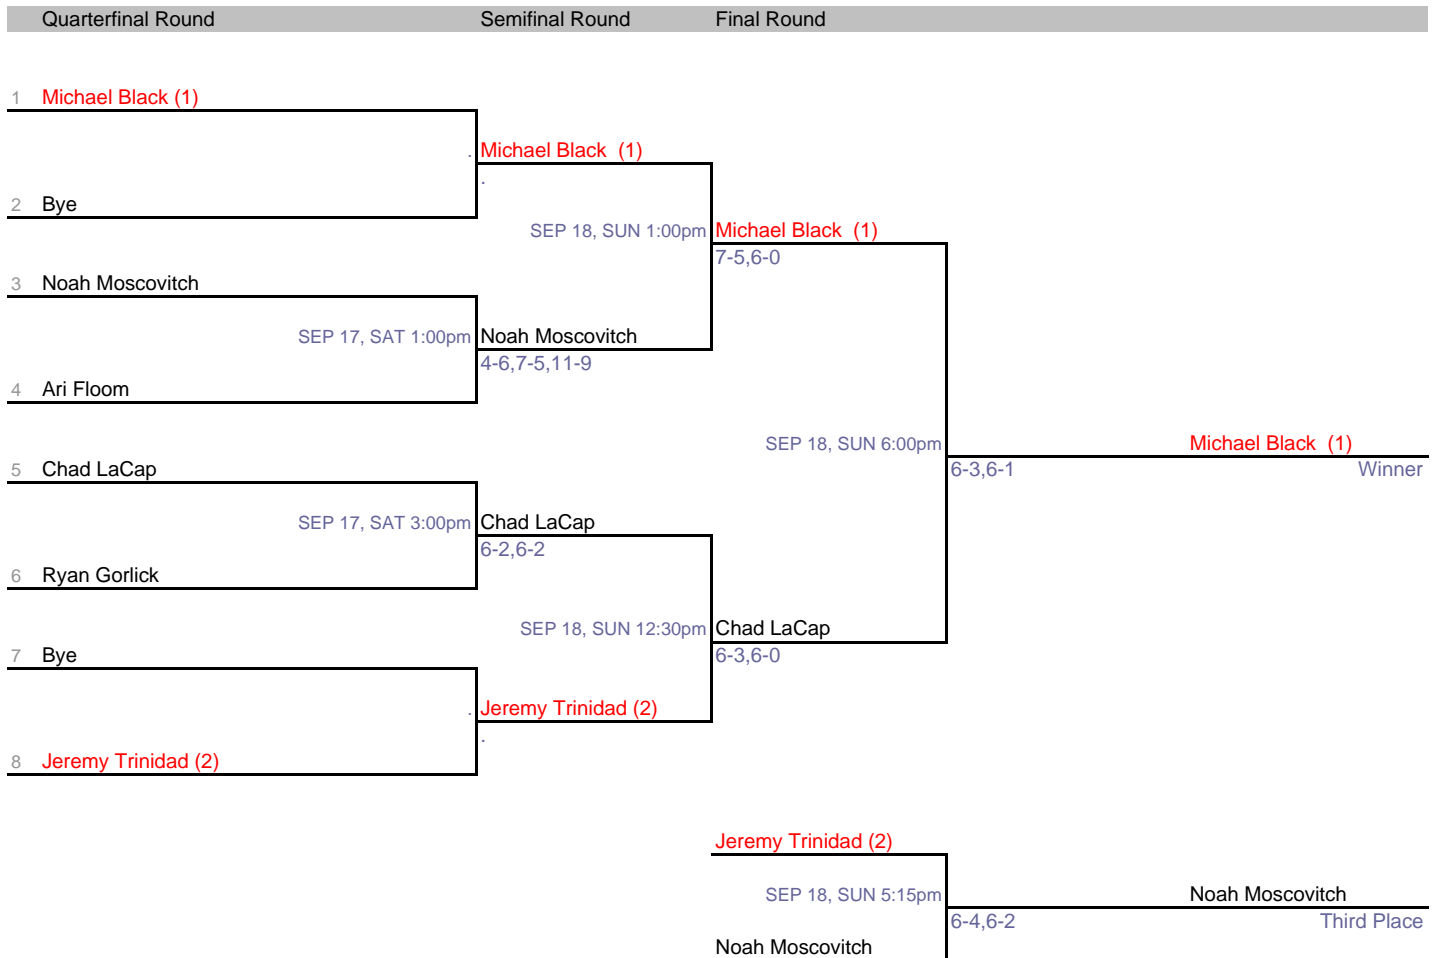 Quarterfinal Round Semifinal Round Final Round
1 Michael Black (1)
. Michael Black (1)
.
2 Bye
SEP 18, SUN 1:00pm Michael Black (1)
7-5,6-0
3 Noah Moscovitch
SEP 17, SAT 1:00pm Noah Moscovitch
4-6,7-5,11-9
4 Ari Floom
SEP 18, SUN 6:00pm Michael Black (1)
6-3,6-1 Winner
5 Chad LaCap
SEP 17, SAT 3:00pm Chad LaCap
6-2,6-2
6 Ryan Gorlick
SEP 18, SUN 12:30pm Chad LaCap
6-3,6-0
7 Bye
. Jeremy Trinidad (2)
.
8 Jeremy Trinidad (2)
Jeremy Trinidad (2)
SEP 18, SUN 5:15pm Noah Moscovitch
6-4,6-2 Third Place
Noah Moscovitch